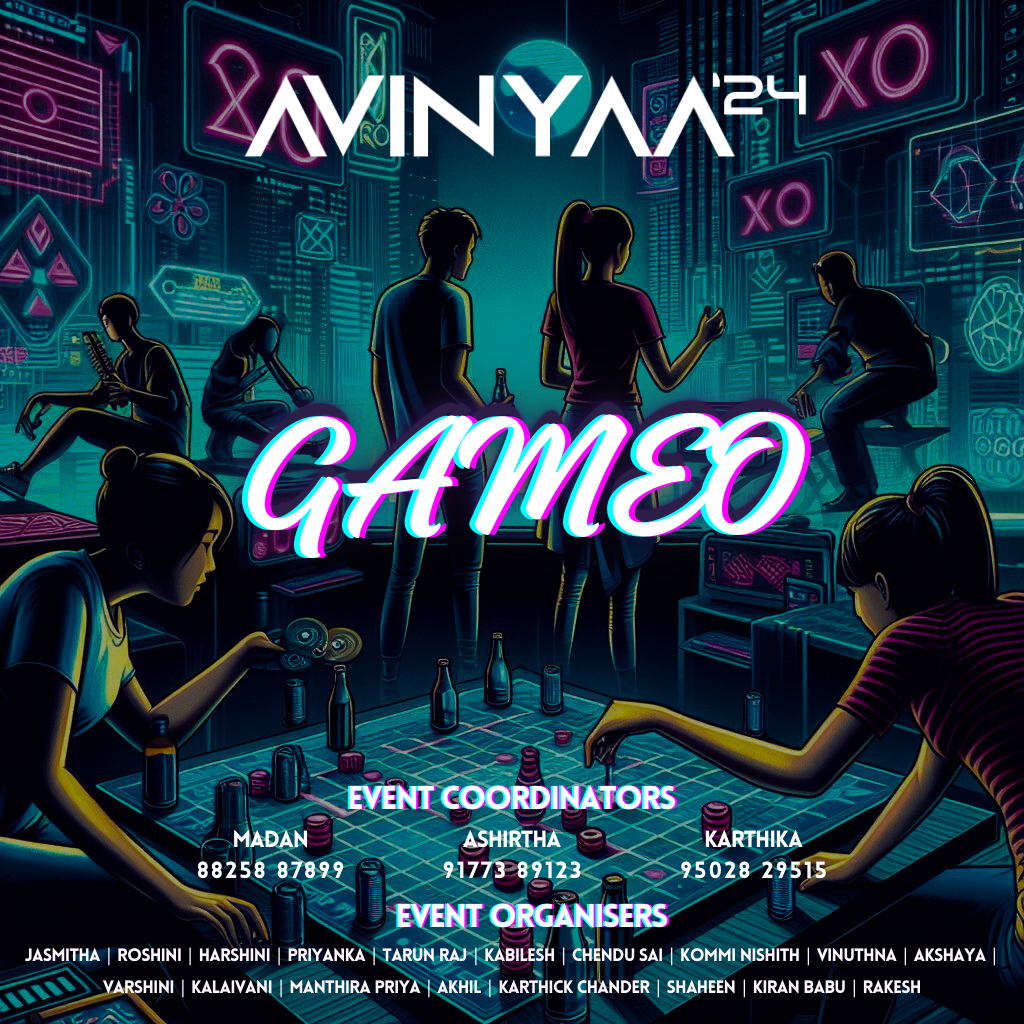 AVINYAA'24
XO
XO
GAMEO
EVENT COORDINATORS
MADAN ASHIRTHA KARTHIKA
88258 87899 91773 89123 95028 29515
EVENT ORGANISERS
JASMITHA | ROSHINI | HARSHINI | PRIYANKA | TARUN RAJ | KABILESH | CHENDU SAI | KOMMI NISHITH | VINUTHNA | AKSHAYA |
VARSHINI | KALAIVANI | MANTHIRA PRIYA | AKHIL | KARTHICK CHANDER | SHAHEEN | KIRAN BABU | RAKESH